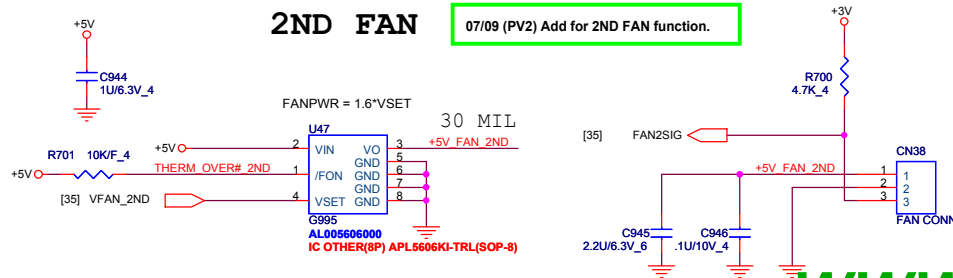 2ND FAN
07/09 (PV2) Add for 2ND FAN function.
+5V
C944
1U/6.3V_4
FANPWR = 1.6*VSET
30 MIL
U47
+5V
2 VIN
VO 3
+5V_FAN_2ND
GND 5
R701 10K/F_4
+5V
THERM_OVER#_2ND
1 /FON
GND 6
GND 7
[35] VFAN_2ND
4 VSET
GND 8
G995
AL005606000
IC OTHER(8P) APL5606KI-TRL(SOP-8)
+3V
R700
4.7K_4
[35] FAN2SIG
CN38
+5V_FAN_2ND
1 1
2 2
3 3
FAN CONN
C945
2.2U/6.3V_6
C946
.1U/10V_4